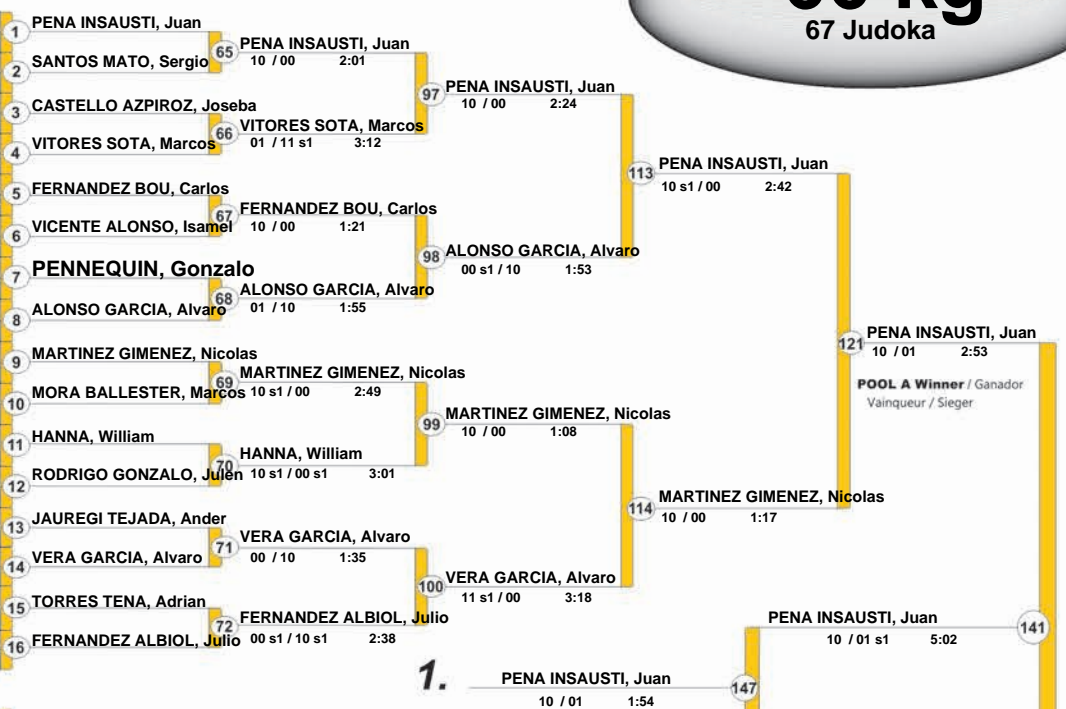 kg
67 Judoka
1 PENA INSAUSTI, Juan
2 SANTOS MATO, Sergio
3 CASTELLO AZPIROZ, Joseba
4 VITORES SOTA, Marcos
5 FERNANDEZ BOU, Carlos
6 VICENTE ALONSO, Isamel
7 PENNEQUIN, Gonzalo
8 ALONSO GARCIA, Alvaro
9 MARTINEZ GIMENEZ, Nicolas
10 MORA BALLESTER, Marcos
11 HANNA, William
12 RODRIGO GONZALO, Julen
13 JAUREGI TEJADA, Ander
14 VERA GARCIA, Alvaro
15 TORRES TENA, Adrian
16 FERNANDEZ ALBIOL, Julio
65 PENA INSAUSTI, Juan
10 / 00 2:01
66 VITORES SOTA, Marcos
01 / 11 s1 3:12
67 FERNANDEZ BOU, Carlos
10 / 00 1:21
68 ALONSO GARCIA, Alvaro
01 / 10 1:55
69 MARTINEZ GIMENEZ, Nicolas
10 s1 / 00 2:49
70 HANNA, William
10 s1 / 00 s1 3:01
71 VERA GARCIA, Alvaro
00 / 10 1:35
72 FERNANDEZ ALBIOL, Julio
00 s1 / 10 s1 2:38
97 PENA INSAUSTI, Juan
10 / 00 2:24
98 ALONSO GARCIA, Alvaro
00 s1 / 10 1:53
99 MARTINEZ GIMENEZ, Nicolas
10 / 00 1:08
100 VERA GARCIA, Alvaro
11 s1 / 00 3:18
113 PENA INSAUSTI, Juan
10 s1 / 00 2:42
114 MARTINEZ GIMENEZ, Nicolas
10 / 00 1:17
121 PENA INSAUSTI, Juan
10 / 01 2:53
POOL A Winner / Ganador
Vainqueur / Sieger
PENA INSAUSTI, Juan 141
10 / 01 s1 5:02
1. PENA INSAUSTI, Juan 147
10 / 01 1:54